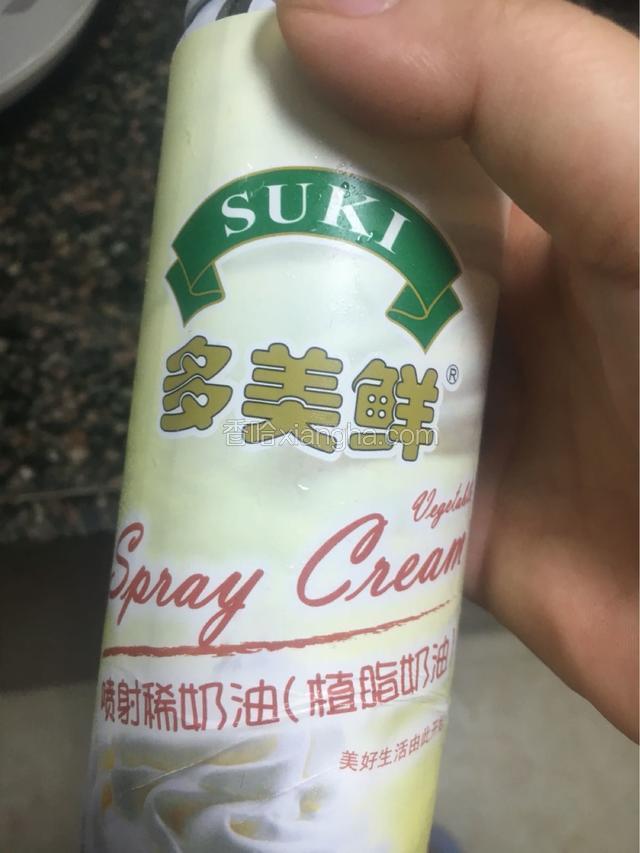 SUKI
多美鲜®
香哈xiangha.com
Vegetable
Spray Cream
喷射稀奶油(植脂奶油)
美好生活由此开